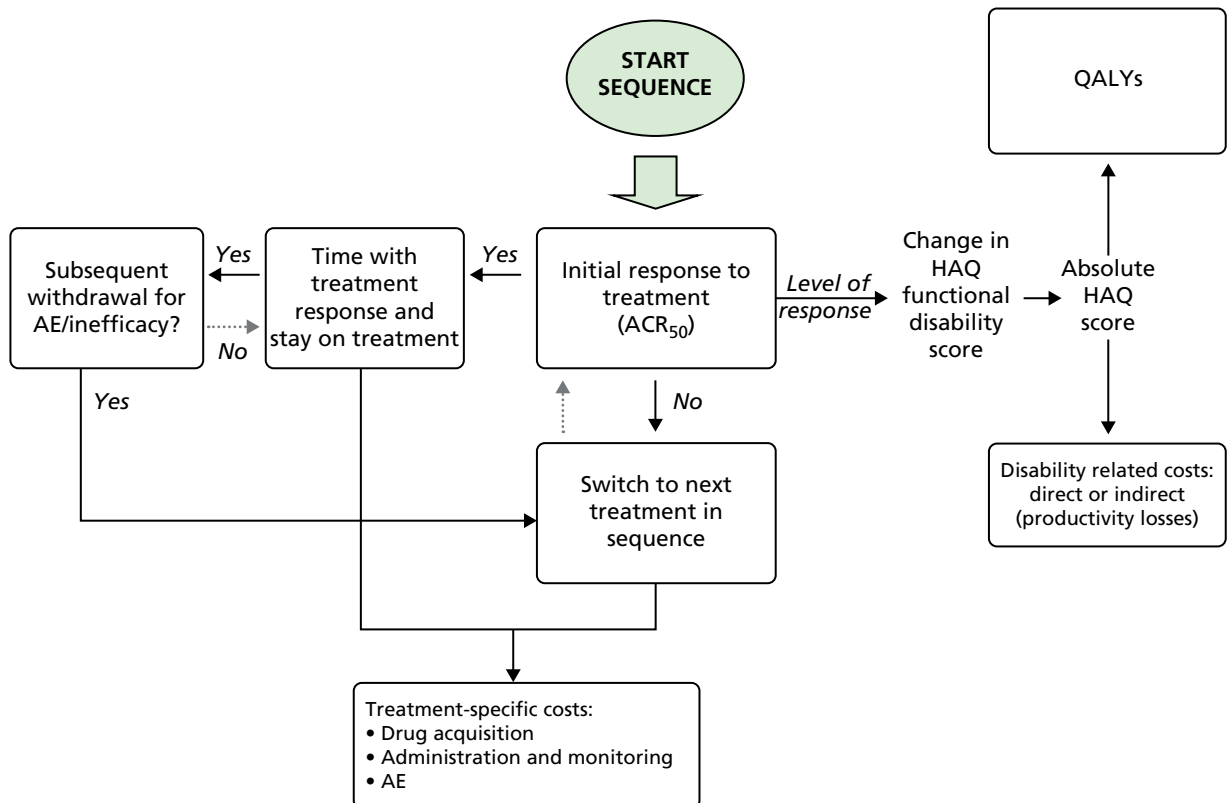 START
SEQUENCE
QALYs
Subsequent
withdrawal for
AE/inefficacy?
Yes
No
Time with
treatment
response and
stay on treatment
Yes
Initial response to
treatment
(ACR50)
Level of
response
Change in
HAQ
functional
disability
score
Absolute
HAQ
score
Yes
No
Switch to next
treatment in
sequence
Disability related costs:
direct or indirect
(productivity losses)
Treatment-specific costs:
• Drug acquisition
• Administration and monitoring
• AE